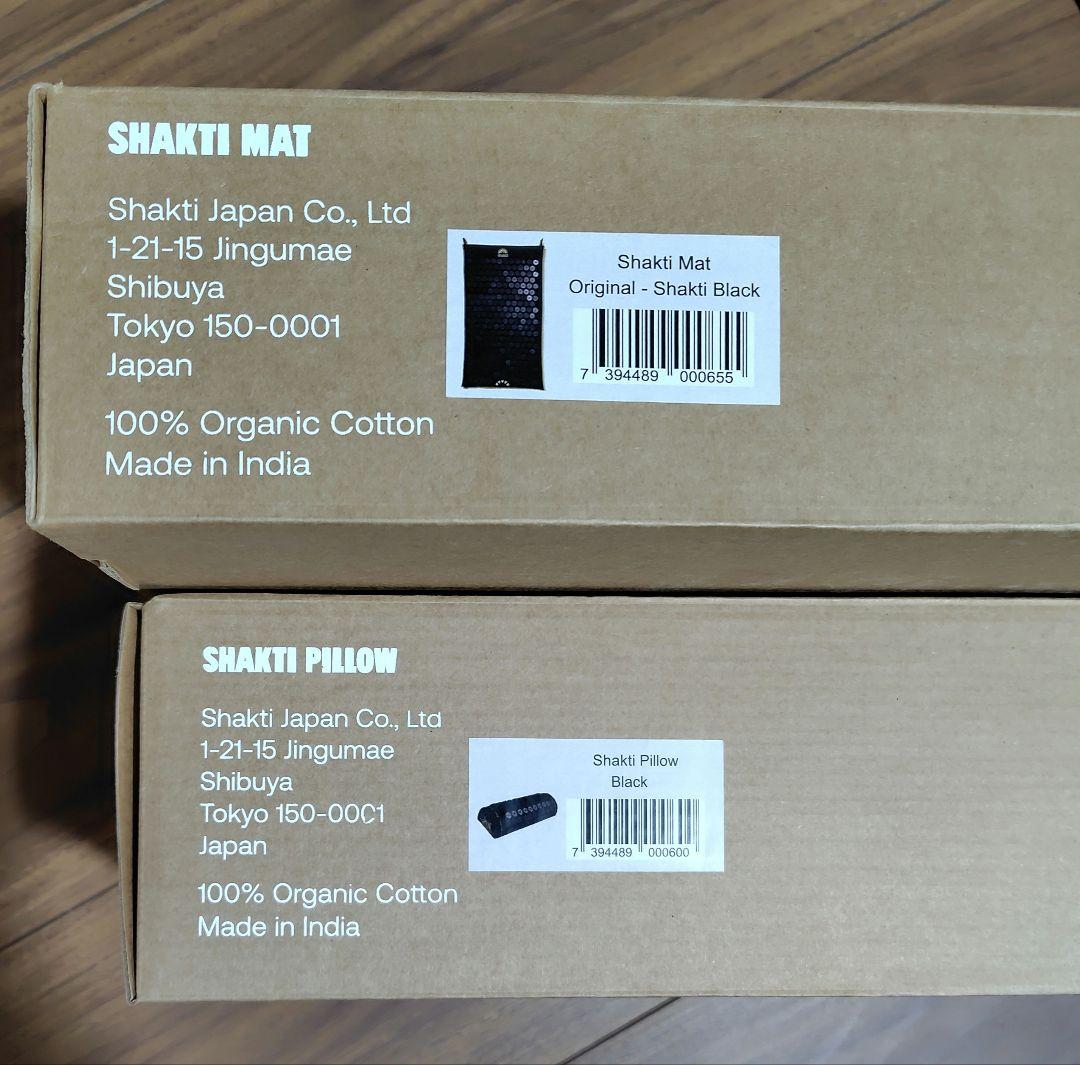 SHAKTI MAT
Shakti Japan Co., Ltd
1-21-15 Jingumae
Shibuya
Tokyo 150-0001
Japan
100% Organic Cotton
Made in India
Shakti Mat
Original - Shakti Black
7 394489 000655
SHAKTI PILLOW
Shakti Japan Co., Ltd
1-21-15 Jingumae
Shibuya
Tokyo 150-0001
Japan
100% Organic Cotton
Made in India
Shakti Pillow
Black
7 394489 000600